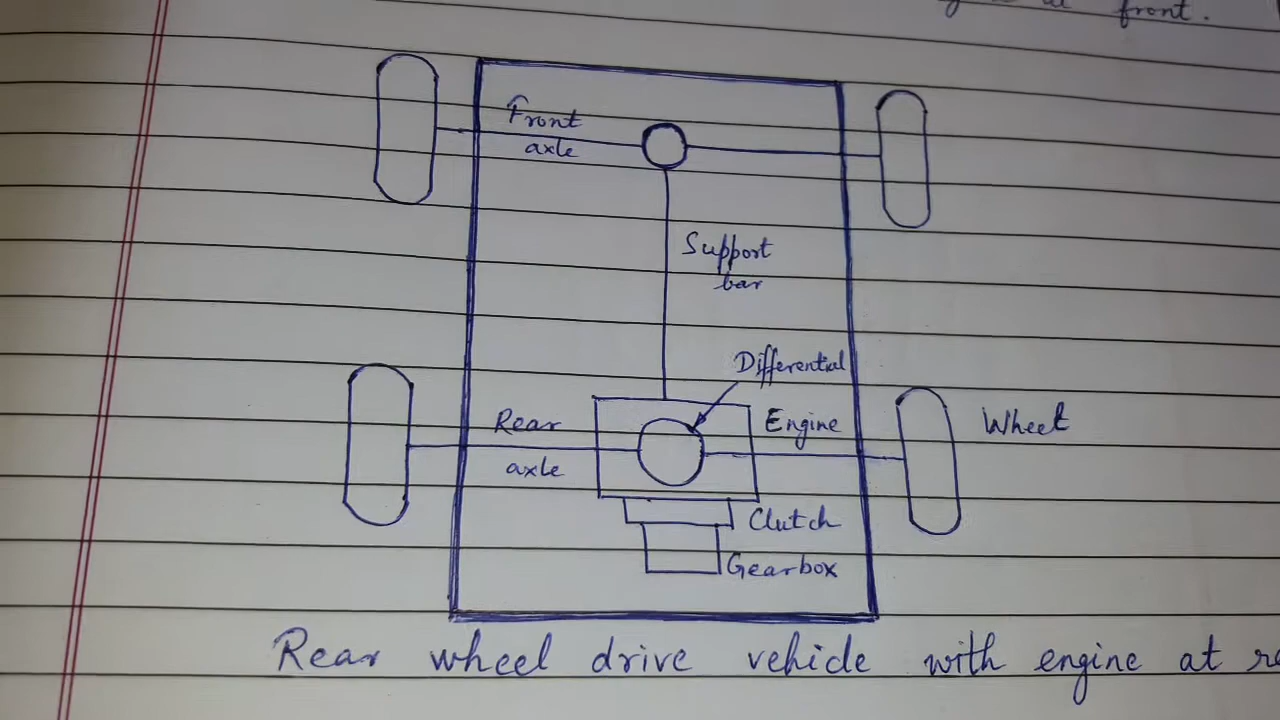 at front.
Front
axle
Support
bar
Differential
Rear
axle
Engine
Wheel
Clutch
Gearbox
Rear wheel drive vehicle with engine at